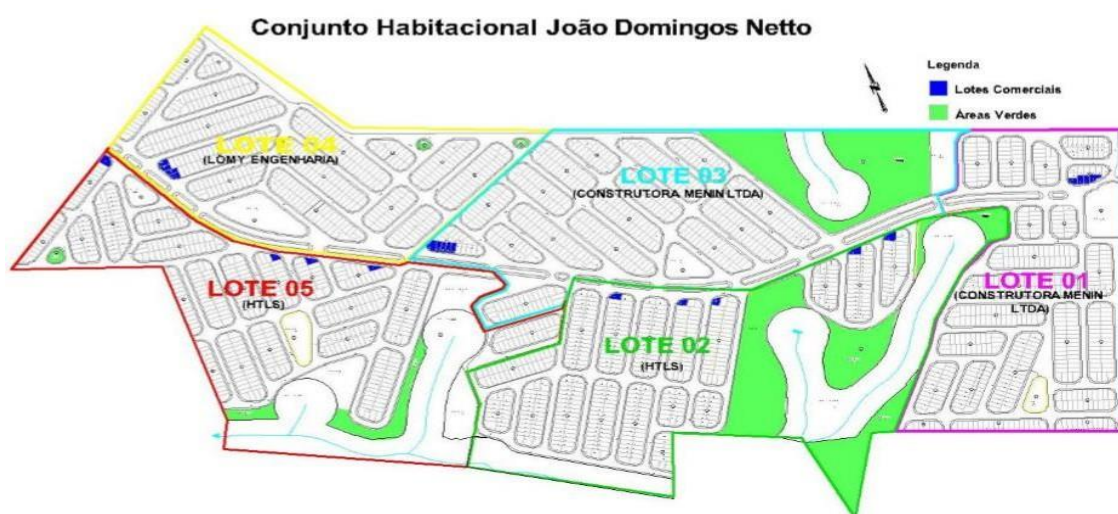 Conjunto Habitacional João Domingos Netto
Legenda
Lotes Comerciais
Áreas Verdes
LOTE 04
(LOMY ENGENHARIA)
LOTE 03
(CONSTRUTORA MENIN LTDA)
LOTE 05
(HTLS)
LOTE 01
(CONSTRUTORA MENIN
LTDA)
LOTE 02
(HTLS)